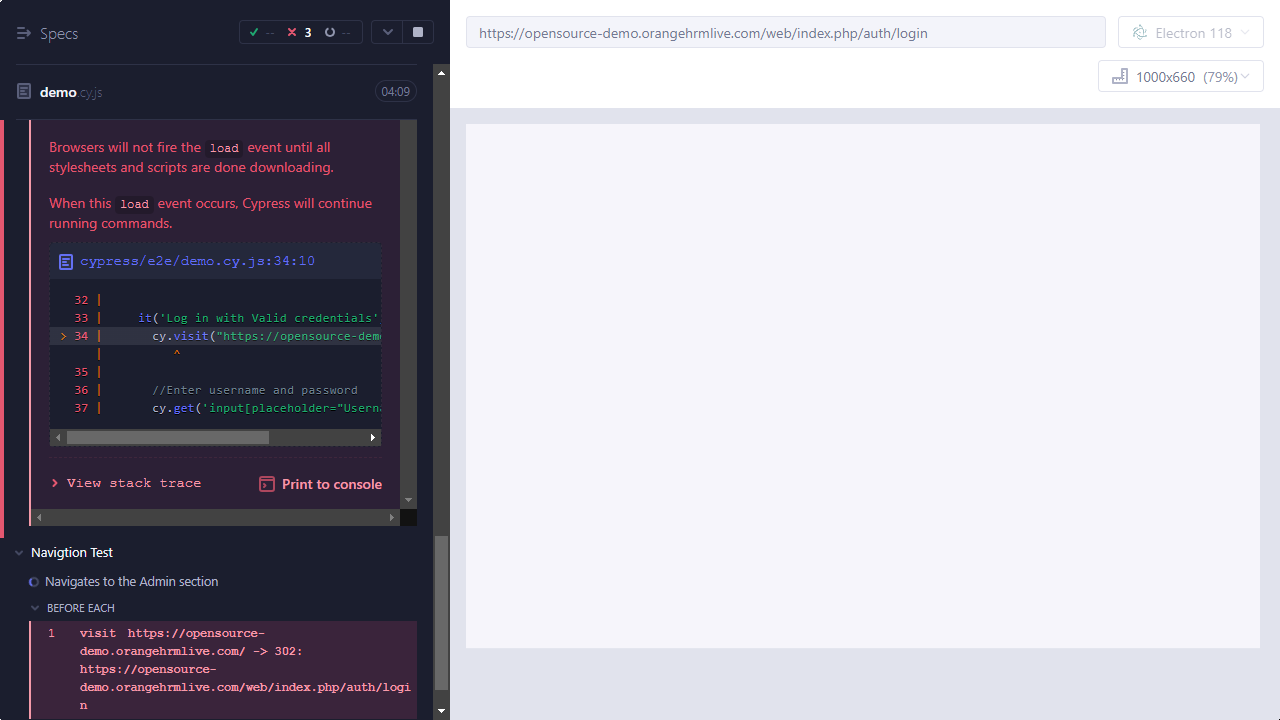 Specs
-- 3 --
https://opensource-demo.orangehrmlive.com/web/index.php/auth/login
Electron 118
1000x660 (79%)
demo.cy.js
04:09
Browsers will not fire the load event until all
stylesheets and scripts are done downloading.
When this load event occurs, Cypress will continue
running commands.
cypress/e2e/demo.cy.js:34:10
32 |
33 | it('Log in with Valid credentials'
> 34 | cy.visit("https://opensource-dem
| ^
35 |
36 | //Enter username and password
37 | cy.get('input[placeholder="Usern
> View stack trace
Print to console
Navigtion Test
Navigates to the Admin section
BEFORE EACH
1 visit https://opensource-
demo.orangehrmlive.com/ -> 302:
https://opensource-
demo.orangehrmlive.com/web/index.php/auth/logi
n